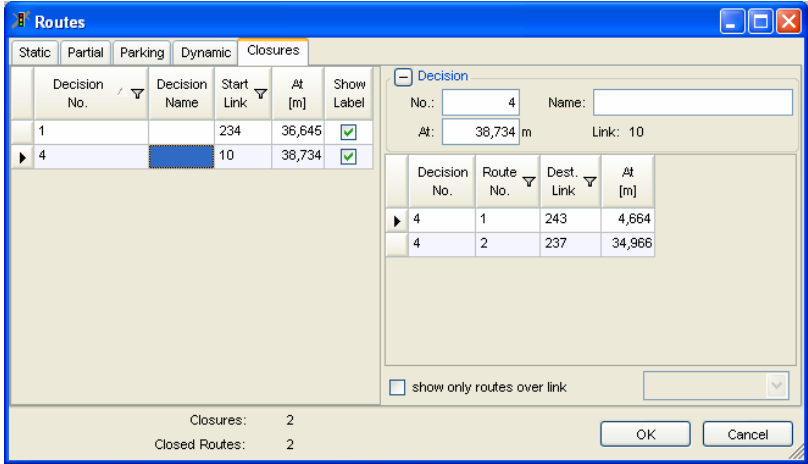 Routes
Static Partial Parking Dynamic Closures
Decision No. Decision Name Start Link At [m] Show Label
1 234 36,645
4 10 38,734
Decision
No.: 4 Name:
At: 38,734 m Link: 10
Decision No. Route No. Dest. Link At [m]
4 1 243 4,664
4 2 237 34,966
show only routes over link
Closures: 2
Closed Routes: 2
OK Cancel